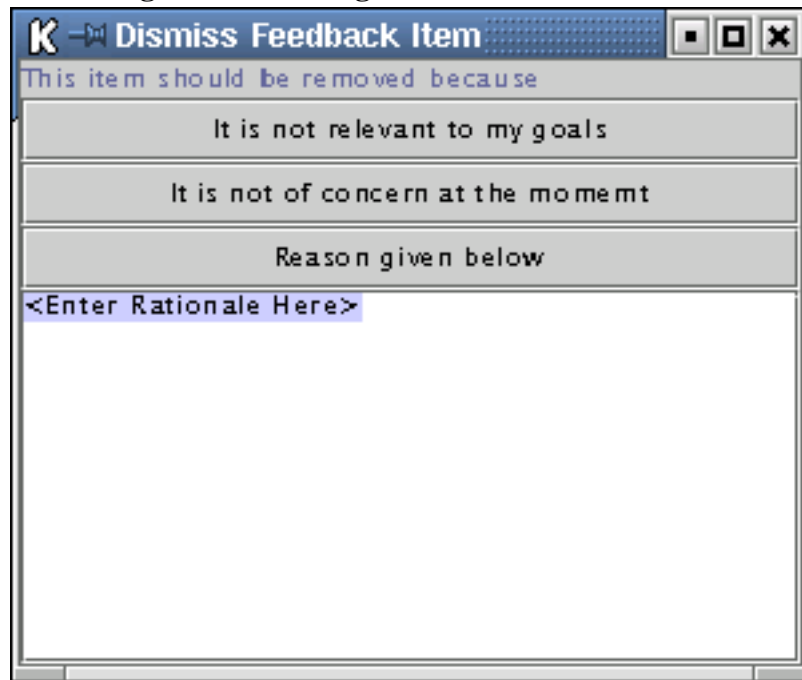 Dismiss Feedback Item
This item should be removed because
It is not relevant to my goals
It is not of concern at the momemt
Reason given below
<Enter Rationale Here>